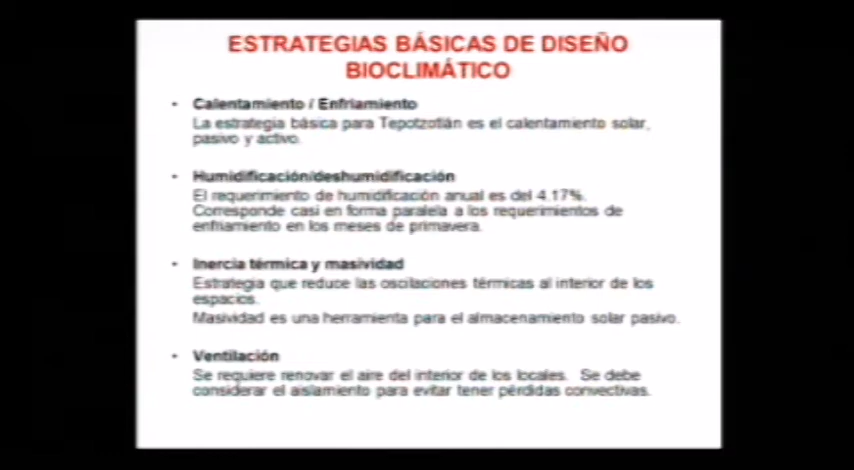 ESTRATEGIAS BÁSICAS DE DISEÑO
BIOCLIMÁTICO
• Calentamiento / Enfriamiento
La estrategia básica para Tepotzotlán es el calentamiento solar,
pasivo y activo.
• Humidificación/deshumidificación
El requerimiento de humidificación anual es del 4.17%.
Corresponde casi en forma paralela a los requerimientos de
enfriamiento en los meses de primavera.
• Inercia térmica y masividad
Estrategia que reduce las oscilaciones térmicas al interior de los
espacios.
Masividad es una herramienta para el almacenamiento solar pasivo.
• Ventilación
Se requiere renovar el aire del interior de los locales. Se debe
considerar el aislamiento para evitar tener pérdidas convectivas.